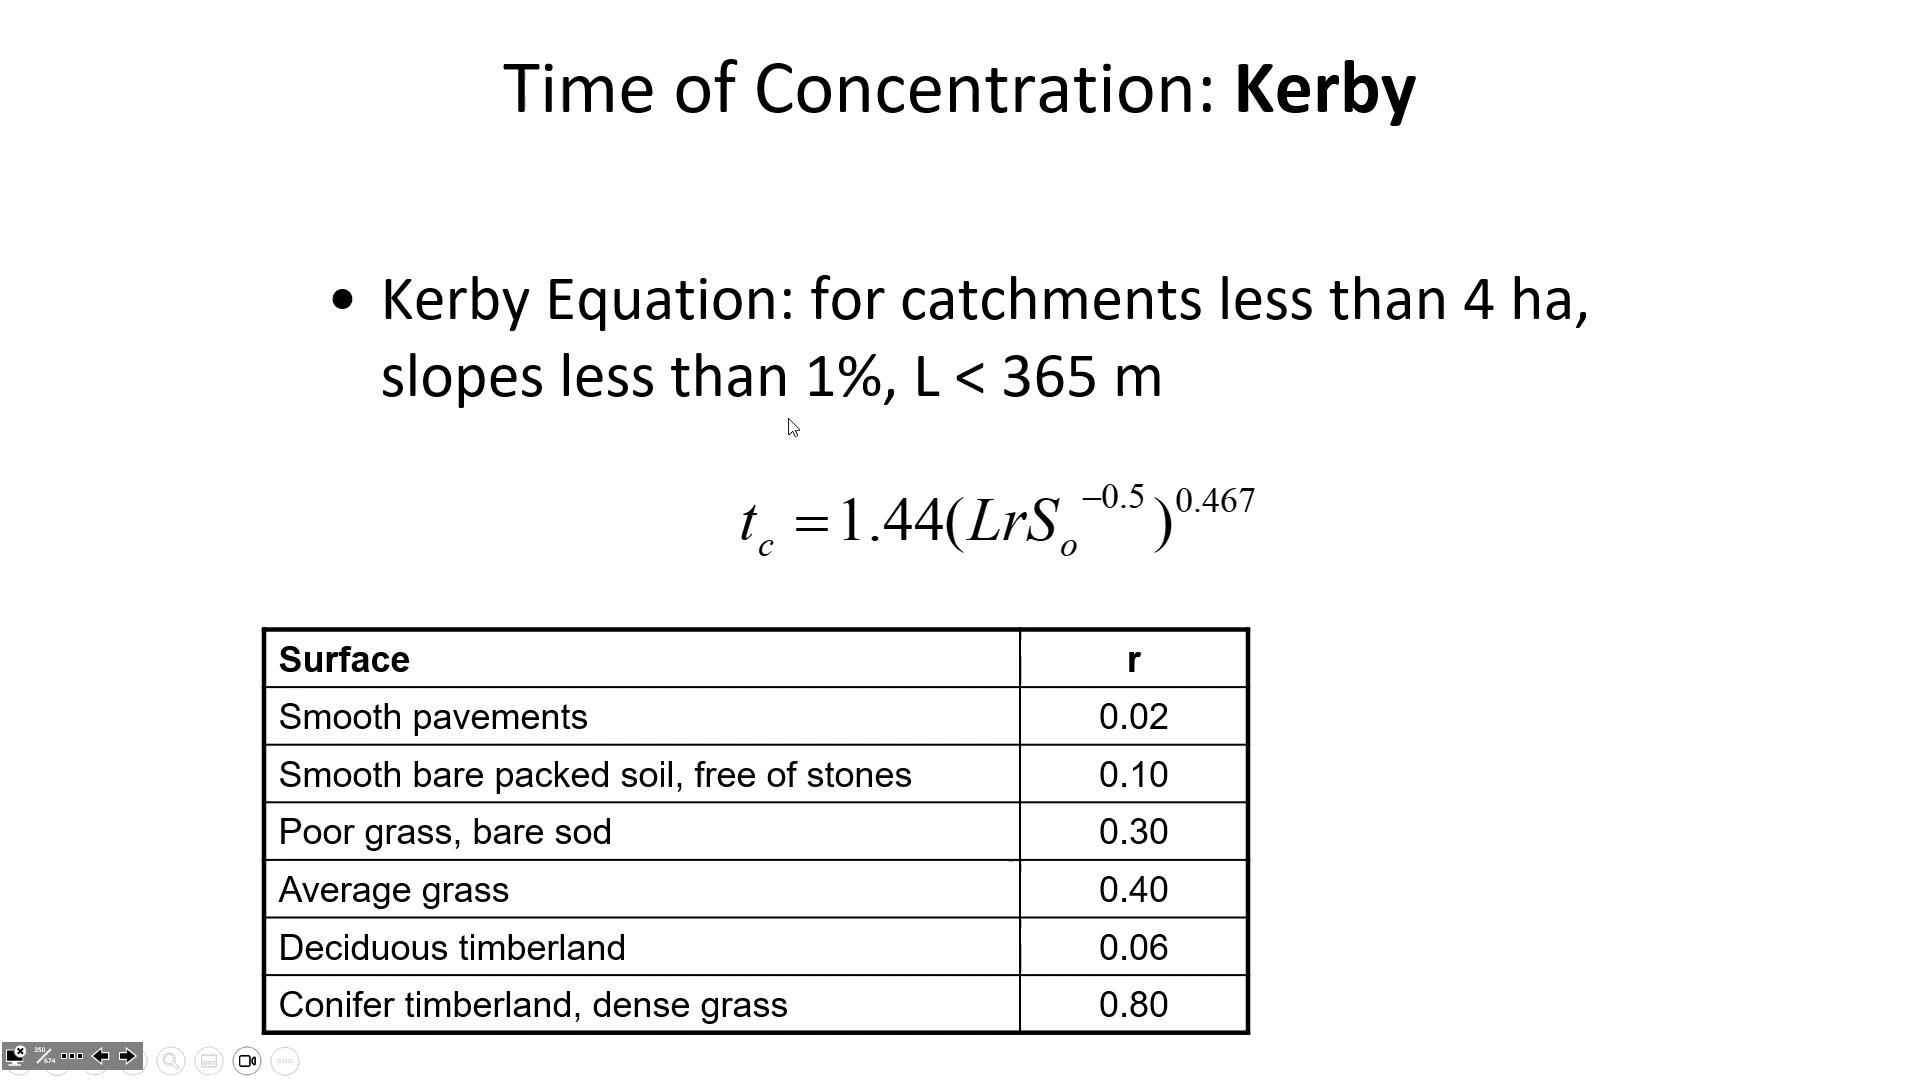 Time of Concentration: Kerby
• Kerby Equation: for catchments less than 4 ha,
slopes less than 1%, L < 365 m
t_c = 1.44(LrS_o^−0.5)^0.467
Surface r
Smooth pavements 0.02
Smooth bare packed soil, free of stones 0.10
Poor grass, bare sod 0.30
Average grass 0.40
Deciduous timberland 0.06
Conifer timberland, dense grass 0.80
350/674